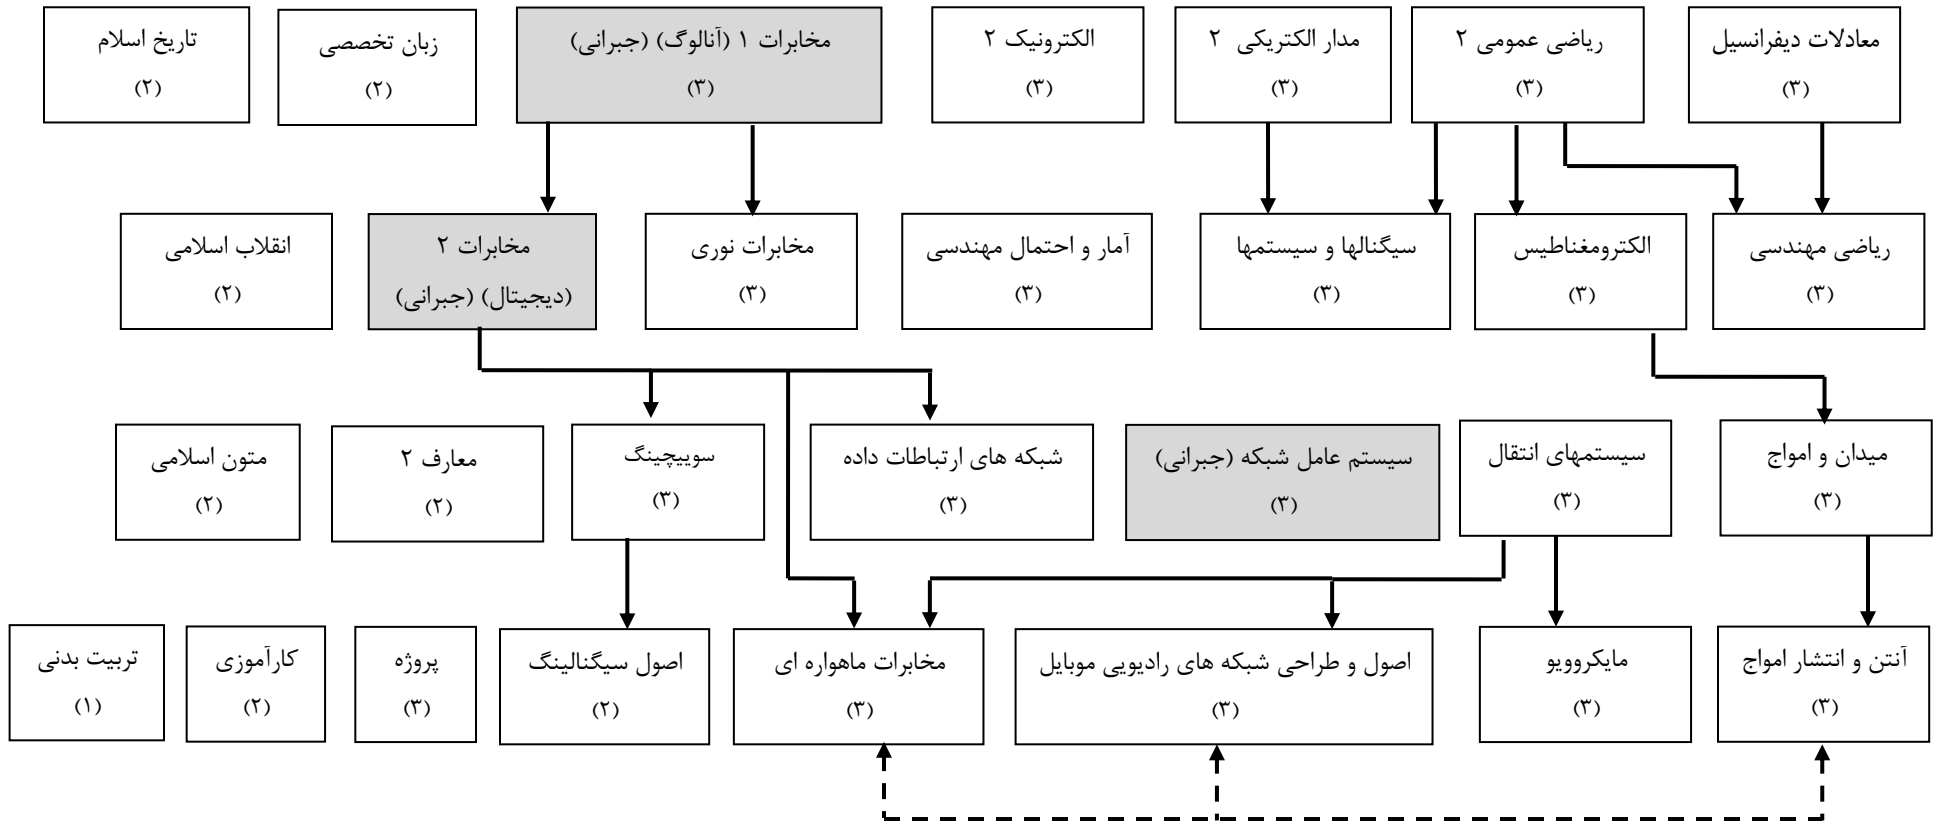 معادلات دیفرانسیل
(۳)
ریاضی عمومی ۲
(۳)
مدار الکتریکی ۲
(۳)
الکترونیک ۲
(۳)
مخابرات ۱ (آنالوگ) (جبرانی)
(۳)
زبان تخصصی
(۲)
تاریخ اسلام
(۲)
ریاضی مهندسی
(۳)
الکترومغناطیس
(۳)
سیگنالها و سیستمها
(۳)
آمار و احتمال مهندسی
(۳)
مخابرات نوری
(۳)
مخابرات ۲
(دیجیتال) (جبرانی)
انقلاب اسلامی
(۲)
میدان و امواج
(۳)
سیستمهای انتقال
(۳)
سیستم عامل شبکه (جبرانی)
(۳)
شبکه های ارتباطات داده
(۳)
سوییچینگ
(۳)
معارف ۲
(۲)
متون اسلامی
(۲)
آنتن و انتشار امواج
(۳)
مایکروویو
(۳)
اصول و طراحی شبکه های رادیویی موبایل
(۳)
مخابرات ماهواره ای
(۳)
اصول سیگنالینگ
(۲)
پروژه
(۳)
کارآموزی
(۲)
تربیت بدنی
(۱)